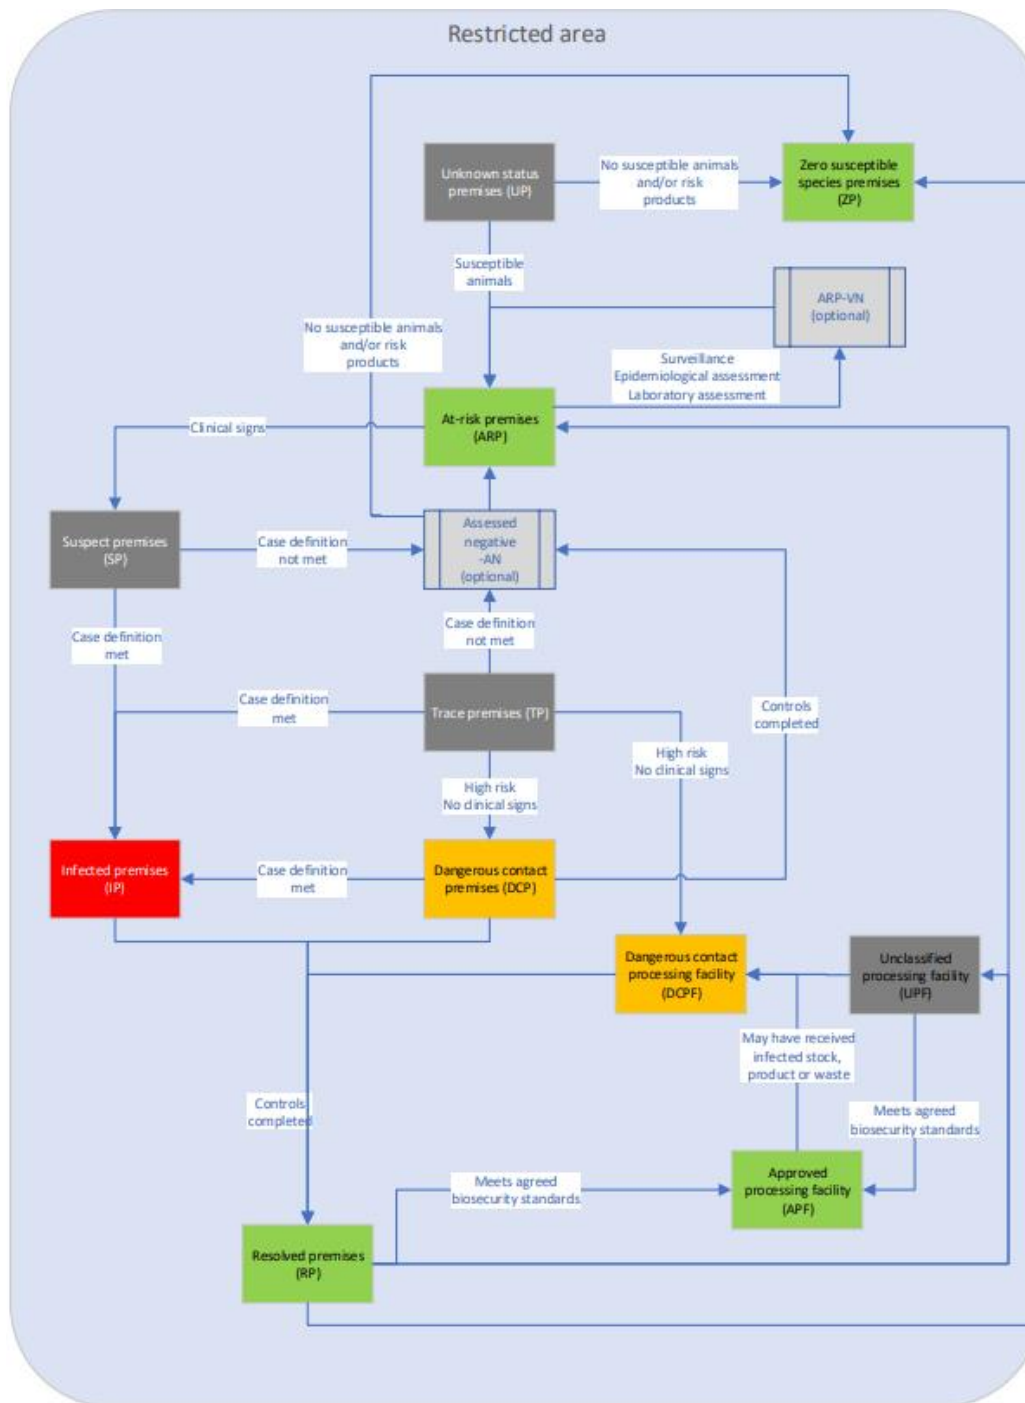 Restricted area
Unknown status
premises (UP)
No susceptible animals
and/or risk
products
Zero susceptible
species premises
(ZP)
Susceptible
animals
ARP-VN
(optional)
No susceptible animals
and/or risk
products
Surveillance
Epidemiological assessment
Laboratory assessment
At-risk premises
(ARP)
Clinical signs
Suspect premises
(SP)
Case definition
not met
Assessed
negative
-AN
(optional)
Case definition
not met
Case definition
met
Case definition
met
Trace premises (TP)
Controls
completed
High risk
No clinical signs
High risk
No clinical signs
Infected premises
(IP)
Case definition
met
Dangerous contact
premises (DCP)
Dangerous contact
processing facility
(DCPF)
Unclassified
processing facility
(UPF)
May have received
infected stock,
product or waste
Controls
completed
Meets agreed
biosecurity standards
Meets agreed
biosecurity standards
Approved
processing facility
(APF)
Resolved premises
(RP)